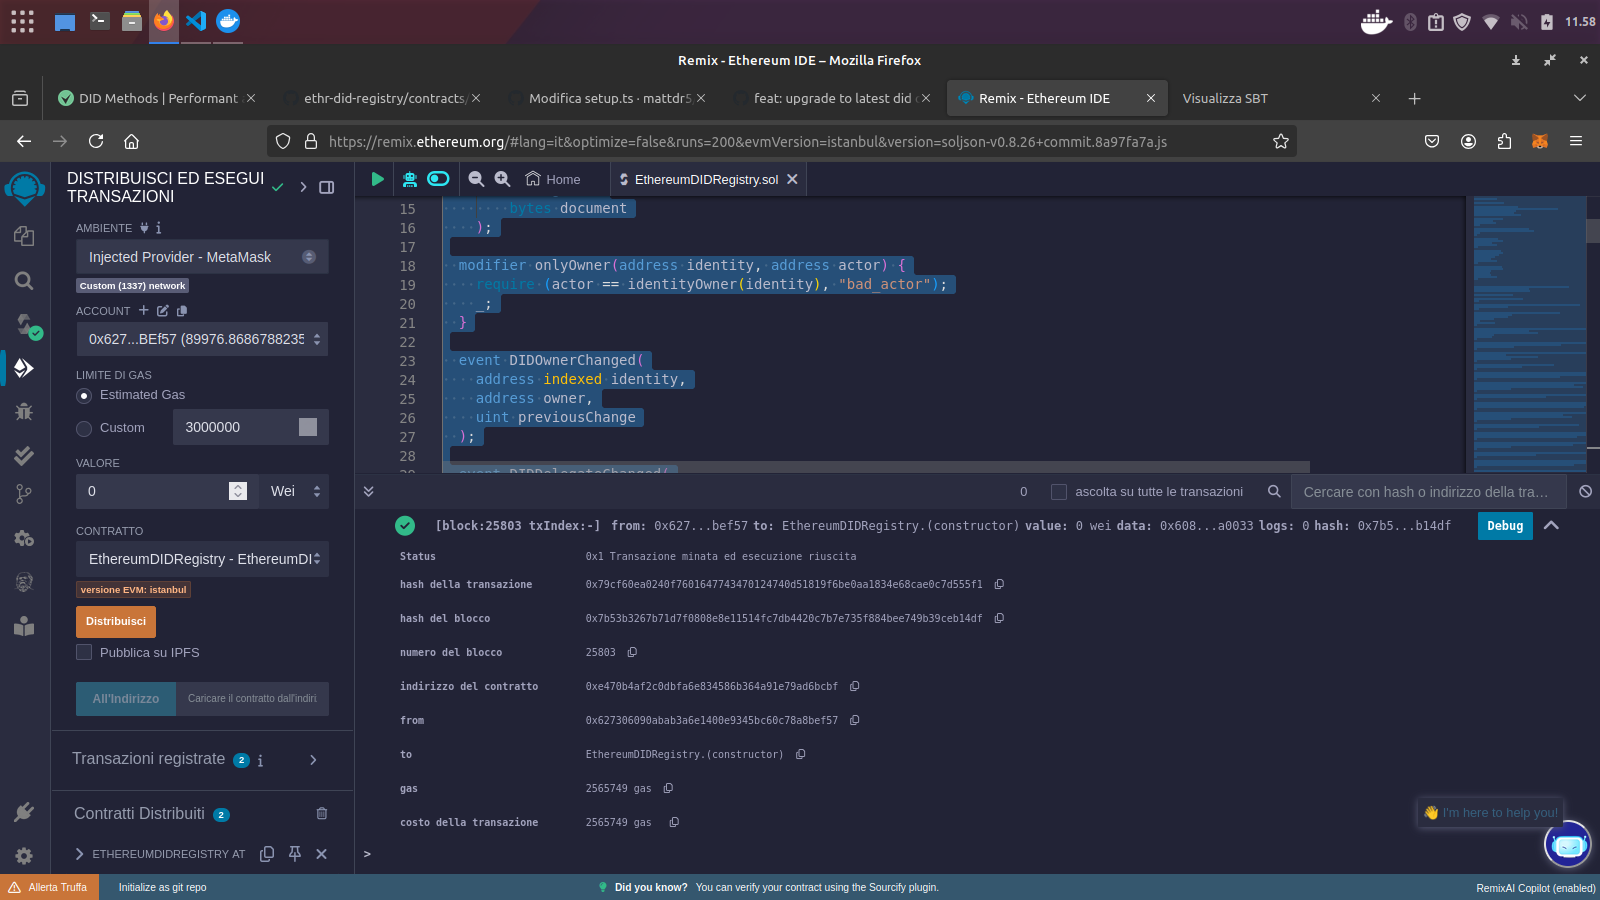 11.58
Remix - Ethereum IDE – Mozilla Firefox
DID Methods | Performant
ethr-did-registry/contracts/
Modifica setup.ts · mattdr5
feat: upgrade to latest did
Remix - Ethereum IDE
Visualizza SBT
https://remix.ethereum.org/#lang=it&optimize=false&runs=200&evmVersion=istanbul&version=soljson-v0.8.26+commit.8a97fa7a.js
DISTRIBUISCI ED ESEGUI
TRANSAZIONI
AMBIENTE
Injected Provider - MetaMask
Custom (1337) network
ACCOUNT
0x627...BEf57 (89976.8686788235
LIMITE DI GAS
Estimated Gas
Custom
3000000
VALORE
0
Wei
CONTRATTO
EthereumDIDRegistry - EthereumDI
versione EVM: istanbul
Distribuisci
Pubblica su IPFS
All'Indirizzo
Caricare il contratto dall'indiri
Transazioni registrate 2
Contratti Distribuiti 2
ETHEREUMDIDREGISTRY AT
Home
EthereumDIDRegistry.sol
15 bytes document
16 );
17
18 modifier onlyOwner(address identity, address actor) {
19 require (actor == identityOwner(identity), "bad_actor");
20 _;
21 }
22
23 event DIDOwnerChanged(
24 address indexed identity,
25 address owner,
26 uint previousChange
27 );
28
29 event DIDDelegateChanged(
0
ascolta su tutte le transazioni
Cercare con hash o indirizzo della tra…
[block:25803 txIndex:-] from: 0x627...bef57 to: EthereumDIDRegistry.(constructor) value: 0 wei data: 0x608...a0033 logs: 0 hash: 0x7b5...b14df
Debug
Status 0x1 Transazione minata ed esecuzione riuscita
hash della transazione 0x79cf60ea0240f7601647743470124740d51819f6be0aa1834e68cae0c7d555f1
hash del blocco 0x7b53b3267b71d7f0808e8e11514fc7db4420c7b7e735f884bee749b39ceb14df
numero del blocco 25803
indirizzo del contratto 0xe470b4af2c0dbfa6e834586b364a91e79ad6bcbf
from 0x627306090abab3a6e1400e9345bc60c78a8bef57
to EthereumDIDRegistry.(constructor)
gas 2565749 gas
costo della transazione 2565749 gas
>
👋 I'm here to help you!
Allerta Truffa
Initialize as git repo
Did you know? You can verify your contract using the Sourcify plugin.
RemixAI Copilot (enabled)